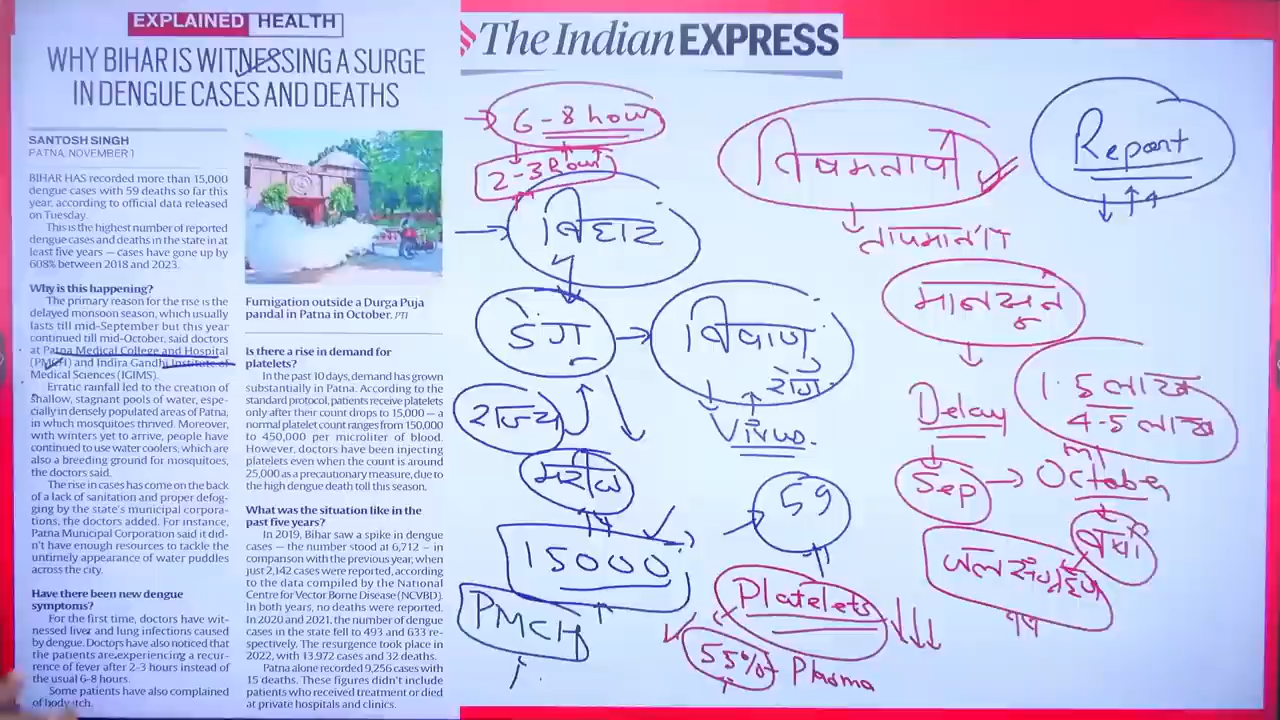 EXPLAINED HEALTH
WHY BIHAR IS WITNESSING A SURGE
IN DENGUE CASES AND DEATHS
SANTOSH SINGH
PATNA, NOVEMBER 1
BIHAR HAS recorded more than 15,000
dengue cases with 59 deaths so far this
year, according to official data released
on Tuesday.
This is the highest number of reported
dengue cases and deaths in the state in at
least five years — cases have gone up by
608% between 2018 and 2023.
Why is this happening?
The primary reason for the rise is the
delayed monsoon season, which usually
lasts till mid-September but this year
continued till mid-October, said doctors
at Patna Medical College and Hospital
(PMCH) and Indira Gandhi Institute of
Medical Sciences (IGIMS).
Erratic rainfall led to the creation of
shallow, stagnant pools of water, espe-
cially in densely populated areas of Patna,
in which mosquitoes thrived. Moreover,
with winters yet to arrive, people have
continued to use water coolers, which are
also a breeding ground for mosquitoes,
the doctors said.
The rise in cases has come on the back
of a lack of sanitation and proper defog-
ging by the state's municipal corpora-
tions, the doctors added. For instance,
Patna Municipal Corporation said it did-
n't have enough resources to tackle the
untimely appearance of water puddles
across the city.
Have there been new dengue
symptoms?
For the first time, doctors have wit-
nessed liver and lung infections caused
by dengue. Doctors have also noticed that
the patients are experiencing a recur-
rence of fever after 2-3 hours instead of
the usual 6-8 hours.
Some patients have also complained
of body itch.
Fumigation outside a Durga Puja
pandal in Patna in October. PTI
Is there a rise in demand for
platelets?
In the past 10 days, demand has grown
substantially in Patna. According to the
standard protocol, patients receive platelets
only after their count drops to 15,000 — a
normal platelet count ranges from 150,000
to 450,000 per microliter of blood.
However, doctors have been injecting
platelets even when the count is around
25,000 as a precautionary measure, due to
the high dengue death toll this season.
What was the situation like in the
past five years?
In 2019, Bihar saw a spike in dengue
cases — the number stood at 6,712 — in
comparison with the previous year, when
just 2,142 cases were reported, according
to the data compiled by the National
Centre for Vector Borne Disease (NCVBD).
In both years, no deaths were reported.
In 2020 and 2021, the number of dengue
cases in the state fell to 493 and 633 re-
spectively. The resurgence took place in
2022, with 13,972 cases and 32 deaths.
Patna alone recorded 9,256 cases with
15 deaths. These figures didn't include
patients who received treatment or died
at private hospitals and clinics.
The Indian EXPRESS
6-8 hour
2-3 hour
बिहार
डेंगू
विषाणु
रोग
Virus.
राज्य
मरीज
15000
59
PMCH
Platelets
55% Plasma
Report
मानसून
Delay
1.5 लाख
4.5 लाख
Sep
October
वर्षा